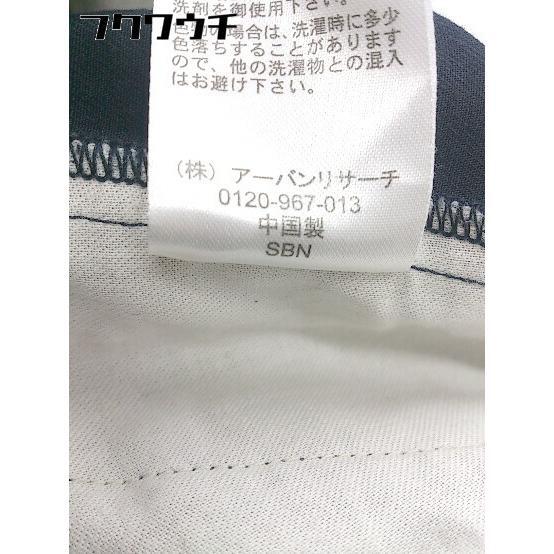 フクワウチ
洗剤を御使用下さい。
色物の場合は、洗濯時に多少
色落ちすることがあります
ので、他の洗濯物との混入
はお避け下さい。
(株) アーバンリサーチ
0120-967-013
中国製
SBN